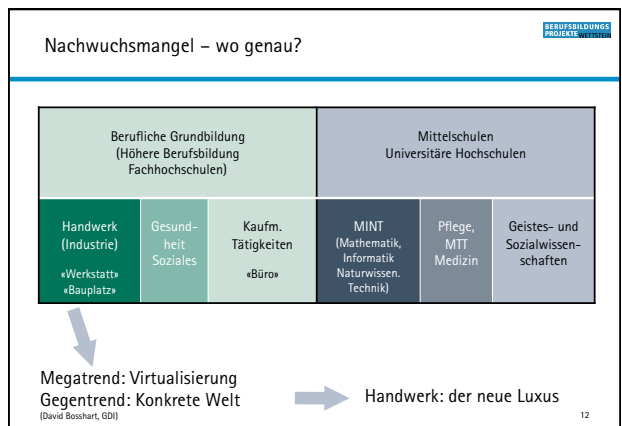 Nachwuchsmangel – wo genau?
BERUFSBILDUNGS
PROJEKTE WETTSTEIN
Berufliche Grundbildung
(Höhere Berufsbildung
Fachhochschulen)
Mittelschulen
Universitäre Hochschulen
Handwerk
(Industrie)
«Werkstatt»
«Bauplatz»
Gesund-
heit
Soziales
Kaufm.
Tätigkeiten
«Büro»
MINT
(Mathematik,
Informatik
Naturwissen.
Technik)
Pflege,
MTT
Medizin
Geistes- und
Sozialwissen-
schaften
Megatrend: Virtualisierung
Gegentrend: Konkrete Welt
(David Bosshart, GDI)
Handwerk: der neue Luxus
12